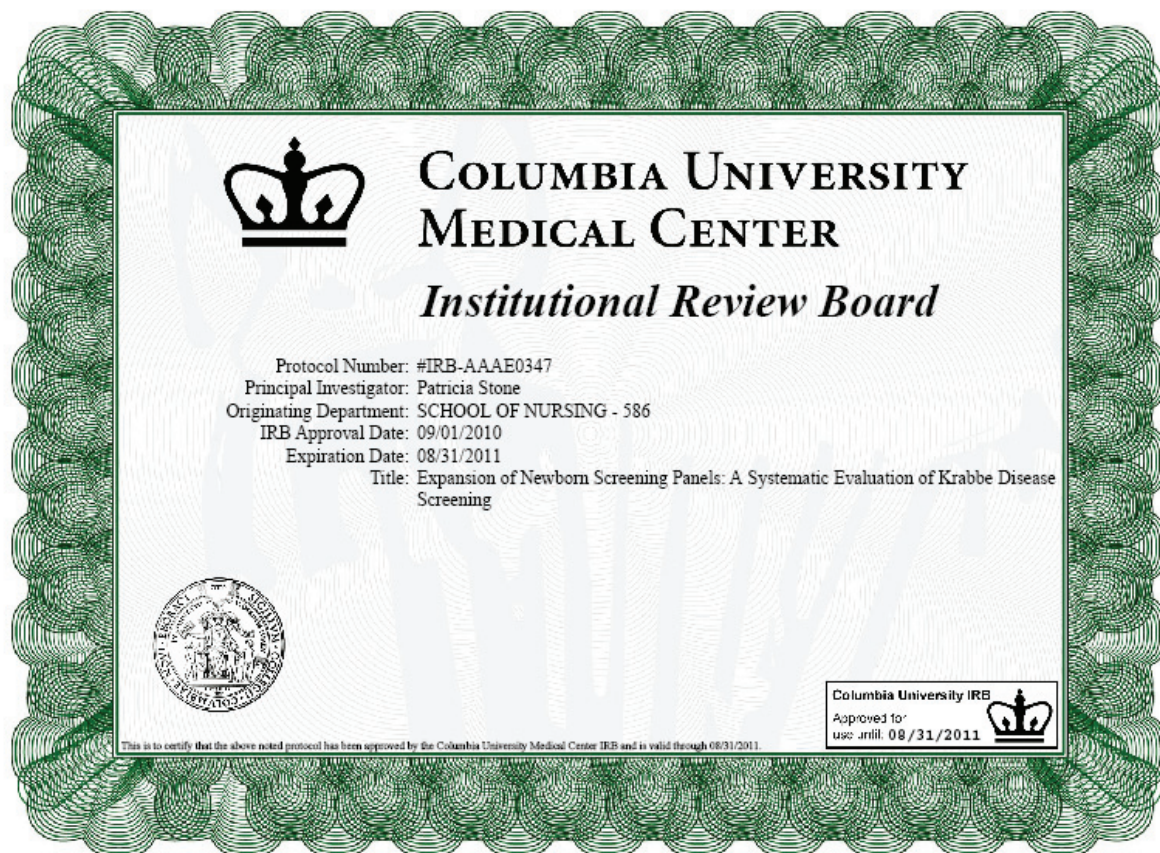 COLUMBIA UNIVERSITY
MEDICAL CENTER
Institutional Review Board
Protocol Number: #IRB-AAAE0347
Principal Investigator: Patricia Stone
Originating Department: SCHOOL OF NURSING - 586
IRB Approval Date: 09/01/2010
Expiration Date: 08/31/2011
Title: Expansion of Newborn Screening Panels: A Systematic Evaluation of Krabbe Disease
Screening
Columbia University IRB
Approved for
use until: 08/31/2011
This is to certify that the above noted protocol has been approved by the Columbia University Medical Center IRB and is valid through 08/31/2011.